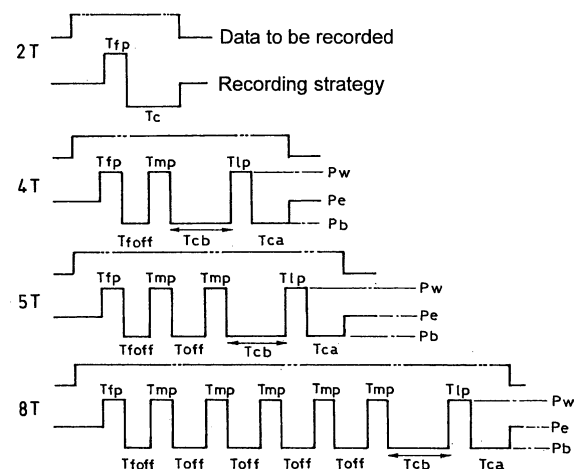 2T
Data to be recorded
Tfp
Recording strategy
Tc
4T
Tfp Tmp Tlp Pw
Pe
Pb
Tfoff Tcb Tca
5T
Tfp Tmp Tmp Tlp Pw
Pe
Pb
Tfoff Toff Tcb Tca
8T
Tfp Tmp Tmp Tmp Tmp Tmp Tlp Pw
Pe
Pb
Tfoff Toff Toff Toff Toff Tcb Tca